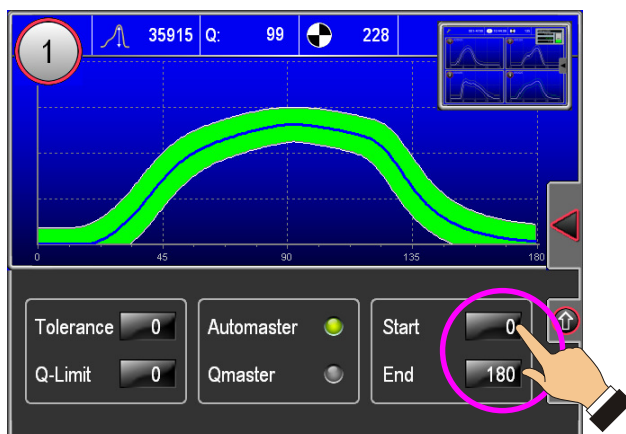 1 35915 Q: 99 228
0 45 90 135 180
Tolerance 0 Automaster Start 0
Q-Limit 0 Qmaster End 180